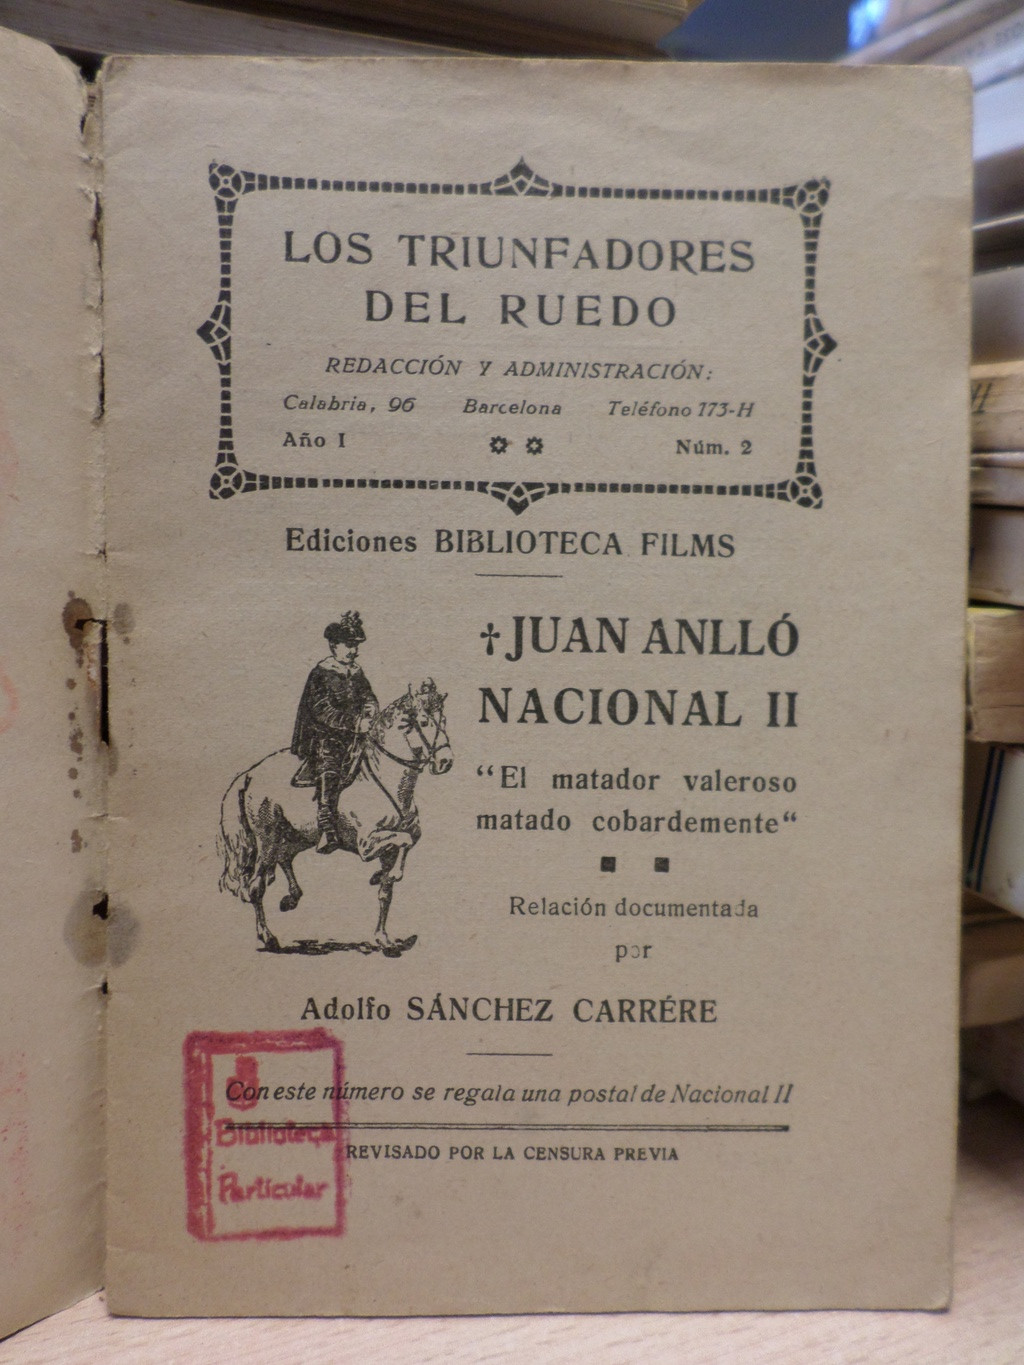 LOS TRIUNFADORES
DEL RUEDO
REDACCIÓN Y ADMINISTRACIÓN:
Calabria, 96 Barcelona Teléfono 173-H
Año I Núm. 2
Ediciones BIBLIOTECA FILMS
†JUAN ANLLÓ
NACIONAL II
“El matador valeroso
matado cobardemente“
Relación documentada
por
Adolfo SÁNCHEZ CARRÉRE
Con este número se regala una postal de Nacional II
REVISADO POR LA CENSURA PREVIA
Biblioteca
Particular